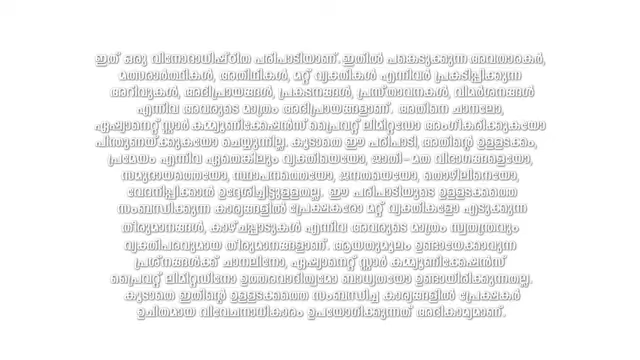 ഇത് ഒരു വിനോദാധിഷ്ഠിത പരിപാടിയാണ്. ഇതിൽ പങ്കെടുക്കുന്ന അവതാരകർ,
മത്സരാർത്ഥികൾ, അതിഥികൾ, മറ്റ് വ്യക്തികൾ എന്നിവർ പ്രകടിപ്പിക്കുന്ന
അറിവുകൾ, അഭിപ്രായങ്ങൾ, പ്രകടനങ്ങൾ, പ്രസ്താവനകൾ, വിമർശനങ്ങൾ
എന്നിവ അവരുടെ മാത്രം അഭിപ്രായങ്ങളാണ്. അതിനെ ചാനലോ,
ഏഷ്യാനെറ്റ് സ്റ്റാർ കമ്മ്യൂണിക്കേഷൻസ് പ്രൈവറ്റ് ലിമിറ്റഡോ അംഗീകരിക്കുകയോ
പിന്തുണയ്ക്കുകയോ ചെയ്യുന്നില്ല. കൂടാതെ ഈ പരിപാടി, അതിന്റെ ഉള്ളടക്കം,
പ്രമേയം എന്നിവ ഏതെങ്കിലും വ്യക്തിയെയോ, ജാതി - മത വിഭാഗങ്ങളെയോ,
സമുദായത്തെയോ, സ്ഥാപനത്തെയോ, ജനതയെയോ, തൊഴിലിനെയോ,
വേദനിപ്പിക്കാൻ ഉദ്ദേശിച്ചിട്ടുള്ളതല്ല. ഈ പരിപാടിയുടെ ഉള്ളടക്കത്തെ
സംബന്ധിക്കുന്ന കാര്യങ്ങളിൽ പ്രേക്ഷകരോ മറ്റ് വ്യക്തികളോ എടുക്കുന്ന
തീരുമാനങ്ങൾ, കാഴ്ചപ്പാടുകൾ എന്നിവ അവരുടെ മാത്രം സ്വതന്ത്രവും
വ്യക്തിപരവുമായ തീരുമാനങ്ങളാണ്. ആയതുമൂലം ഉണ്ടായേക്കാവുന്ന
പ്രശ്നങ്ങൾക്ക് ചാനലിനോ, ഏഷ്യാനെറ്റ് സ്റ്റാർ കമ്മ്യൂണിക്കേഷൻസ്
പ്രൈവറ്റ് ലിമിറ്റഡിനോ ഉത്തരവാദിത്വമോ ബാധ്യതയോ ഉണ്ടായിരിക്കുന്നതല്ല.
കൂടാതെ ഇതിന്റെ ഉള്ളടക്കത്തെ സംബന്ധിച്ച കാര്യങ്ങളിൽ പ്രേക്ഷകർ
ഉചിതമായ വിവേചനാധികാരം ഉപയോഗിക്കുന്നത് അഭികാമ്യമാണ്.